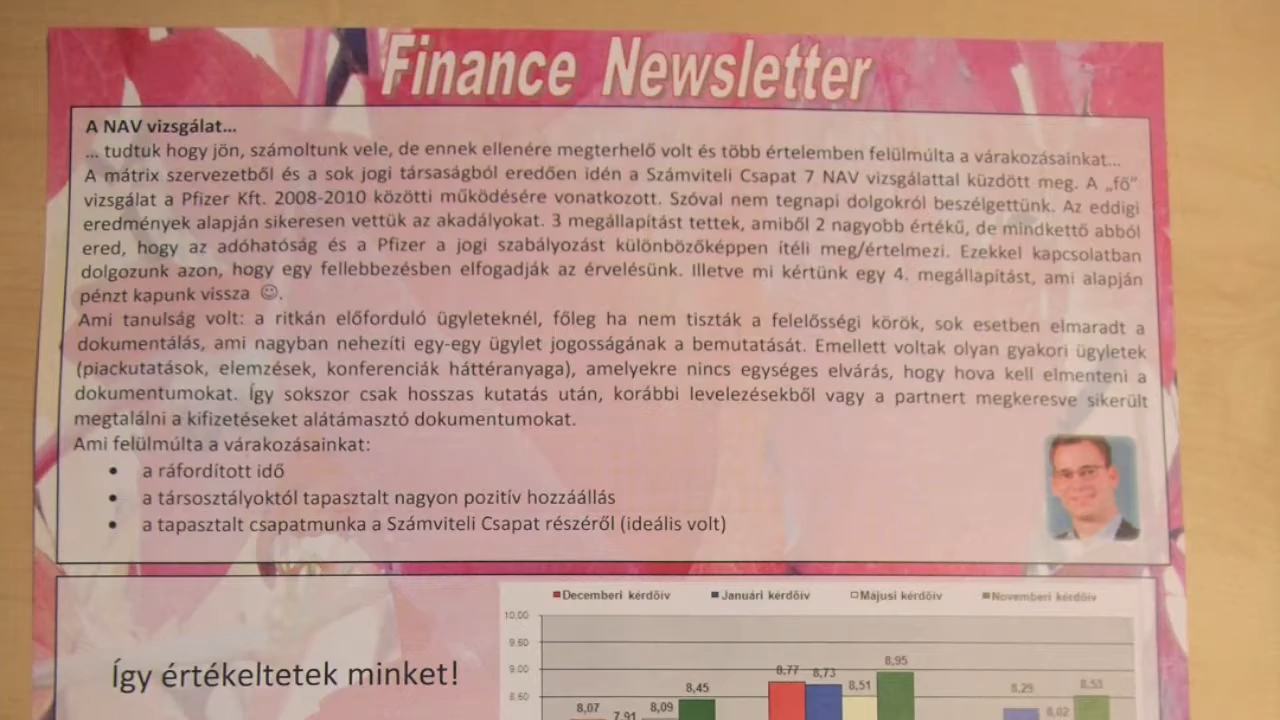 Finance Newsletter
A NAV vizsgálat...
... tudtuk hogy jön, számoltunk vele, de ennek ellenére megterhelő volt és több értelemben felülmúlta a várakozásainkat...
A mátrix szervezetből és a sok jogi társaságból eredően idén a Számviteli Csapat 7 NAV vizsgálattal küzdött meg. A „fő"
vizsgálat a Pfizer Kft. 2008-2010 közötti működésére vonatkozott. Szóval nem tegnapi dolgokról beszélgettünk. Az eddigi
eredmények alapján sikeresen vettük az akadályokat. 3 megállapítást tettek, amiből 2 nagyobb értékű, de mindkettő abból
ered, hogy az adóhatóság és a Pfizer a jogi szabályozást különbözőképpen ítéli meg/értelmezi. Ezekkel kapcsolatban
dolgozunk azon, hogy egy fellebbezésben elfogadják az érvelésünk. Illetve mi kértünk egy 4. megállapítást, ami alapján
pénzt kapunk vissza ☺.
Ami tanulság volt: a ritkán előforduló ügyleteknél, főleg ha nem tiszták a felelősségi körök, sok esetben elmaradt a
dokumentálás, ami nagyban nehezíti egy-egy ügylet jogosságának a bemutatását. Emellett voltak olyan gyakori ügyletek
(piackutatások, elemzések, konferenciák háttéranyaga), amelyekre nincs egységes elvárás, hogy hova kell elmenteni a
dokumentumokat. Így sokszor csak hosszas kutatás után, korábbi levelezésekből vagy a partnert megkeresve sikerült
megtalálni a kifizetéseket alátámasztó dokumentumokat.
Ami felülmúlta a várakozásainkat:
• a ráfordított idő
• a társosztályoktól tapasztalt nagyon pozitív hozzáállás
• a tapasztalt csapatmunka a Számviteli Csapat részéről (ideális volt)
Így értékeltetek minket!
Decemberi kérdőív Januári kérdőív Májusi kérdőív Novemberi kérdőív
10,00
9,50
9,00
8,50
8,07 7,91 8,09 8,45
8,77 8,73 8,51 8,95
8,29 8,02 8,53